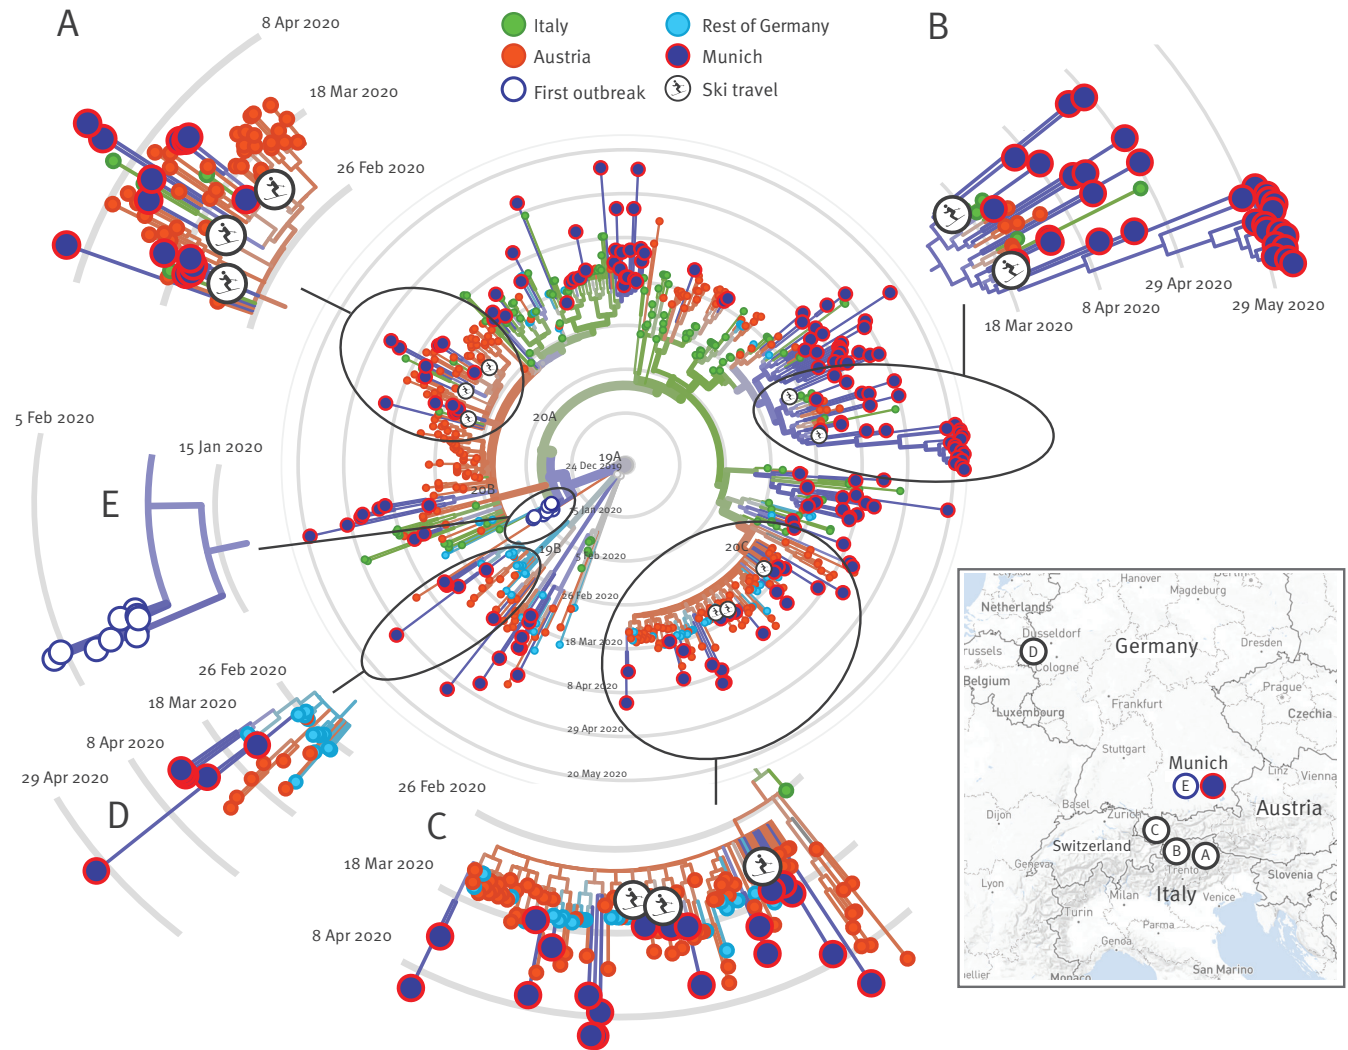 A
8 Apr 2020
18 Mar 2020
26 Feb 2020
Italy
Austria
First outbreak
Rest of Germany
Munich
Ski travel
B
18 Mar 2020
8 Apr 2020
29 Apr 2020
29 May 2020
5 Feb 2020
15 Jan 2020
E
20A
19A
24 Dec 2019
20B
15 Jan 2020
19B
5 Feb 2020
20C
26 Feb 2020
18 Mar 2020
8 Apr 2020
29 Apr 2020
20 May 2020
26 Feb 2020
18 Mar 2020
8 Apr 2020
29 Apr 2020
D
26 Feb 2020
C
18 Mar 2020
8 Apr 2020
Hanover
Magdeburg
Netherlands
Dusseldorf
D
Cologne
Germany
Dresden
Belgium
Prague
Luxembourg
Frankfurt
Czechia
Stuttgart
Munich
E
Linz
Vienna
Basel
Zurich
Dijon
Austria
C
Switzerland
B
A
Geneva
Trento
Slovenia
Lyon
Milan
Italy
Venice
Turin
Parma
Genoa
San Marino
Monaco